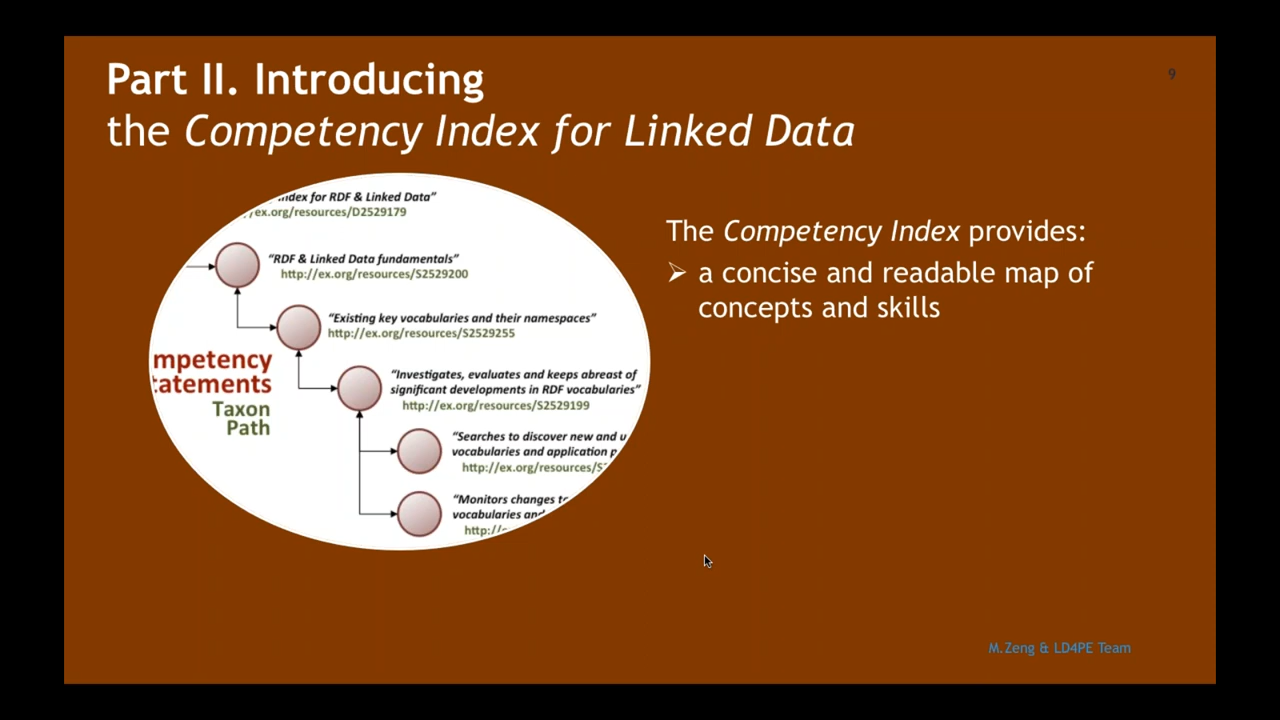 Part II. Introducing
the Competency Index for Linked Data
9
ndex for RDF & Linked Data”
/ex.org/resources/D2529179
“RDF & Linked Data fundamentals”
http://ex.org/resources/S2529200
“Existing key vocabularies and their namespaces”
http://ex.org/resources/S2529255
mpetency
atements
Taxon
Path
“Investigates, evaluates and keeps abreast of
significant developments in RDF vocabularies”
http://ex.org/resources/S2529199
“Searches to discover new and u
vocabularies and application p
http://ex.org/resources/S
“Monitors changes to
vocabularies and
http://
The Competency Index provides:
➢ a concise and readable map of
concepts and skills
M.Zeng & LD4PE Team